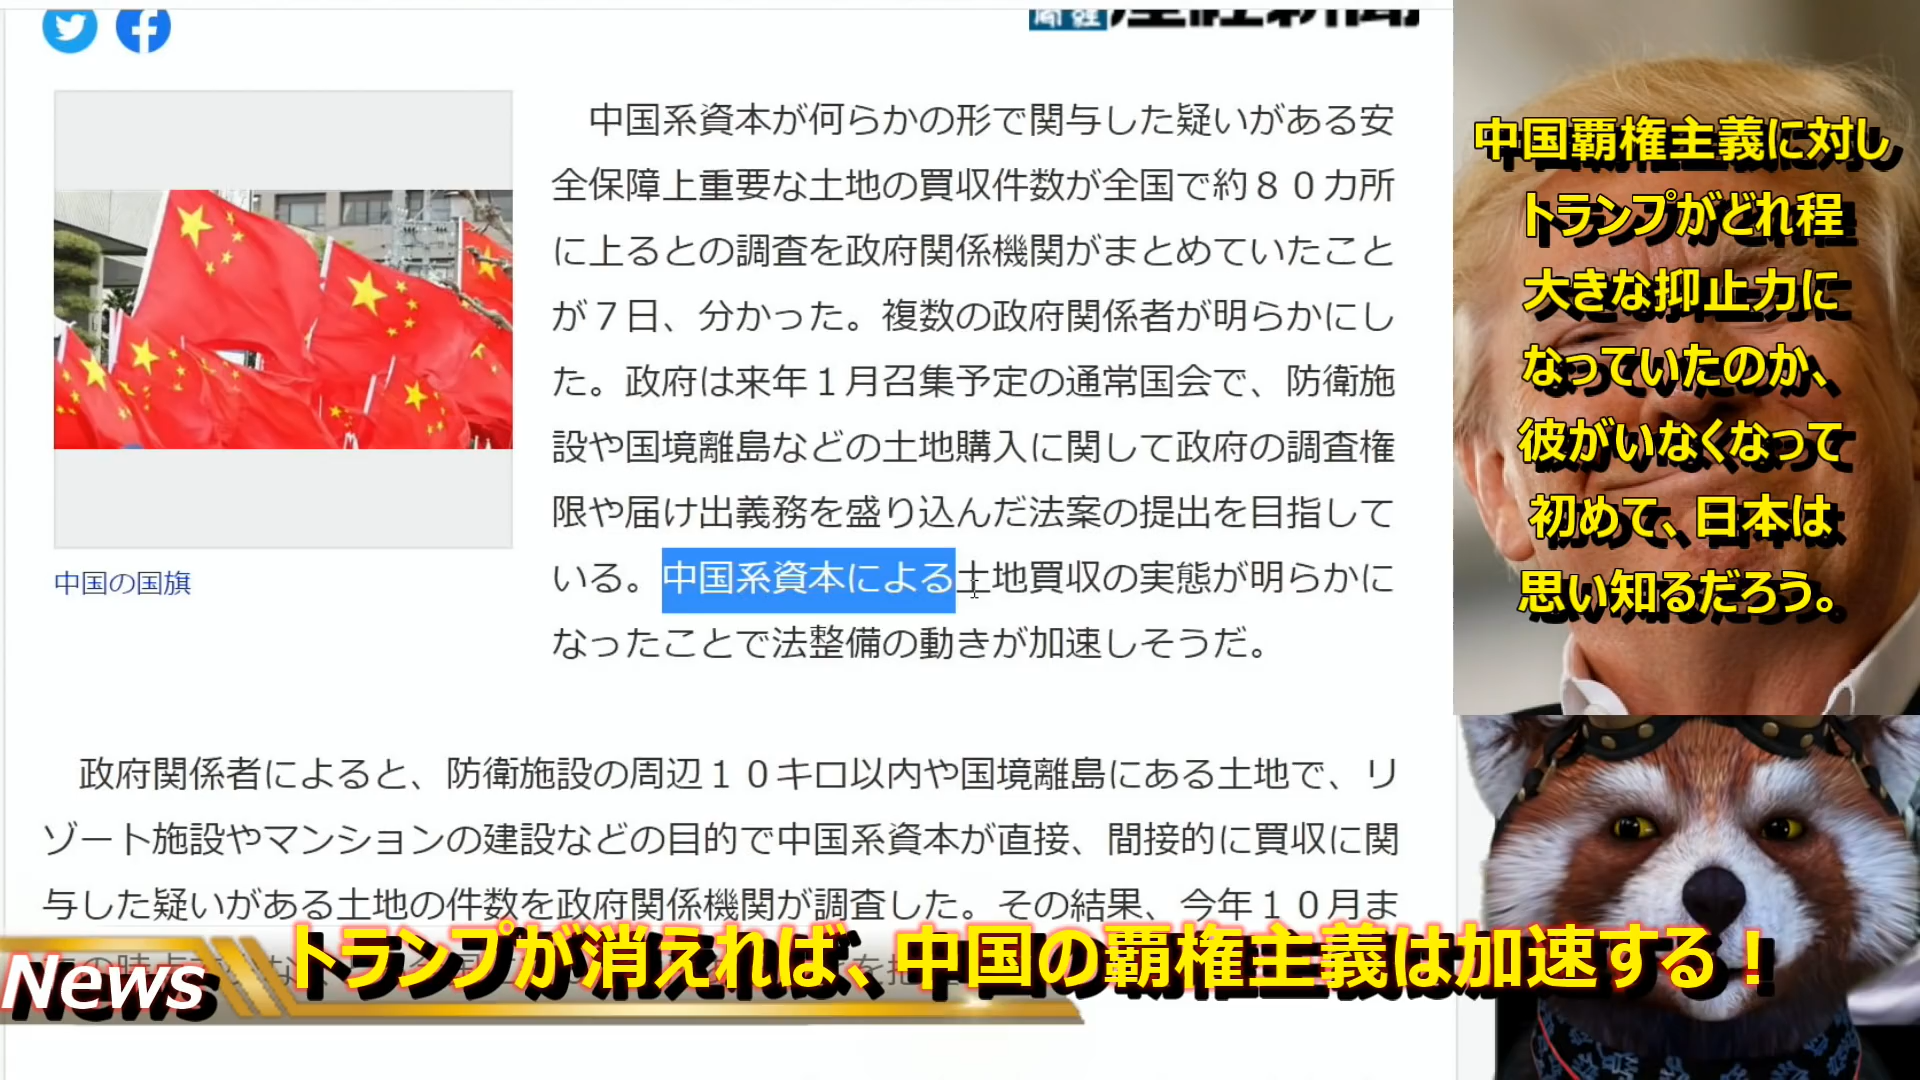 産経新聞
中国系資本が何らかの形で関与した疑いがある安
全保障上重要な土地の買収件数が全国で約８０カ所
に上るとの調査を政府関係機関がまとめていたこと
が７日、分かった。複数の政府関係者が明らかにし
た。政府は来年１月召集予定の通常国会で、防衛施
設や国境離島などの土地購入に関して政府の調査権
限や届け出義務を盛り込んだ法案の提出を目指して
いる。中国系資本による土地買収の実態が明らかに
なったことで法整備の動きが加速しそうだ。
中国の国旗
政府関係者によると、防衛施設の周辺１０キロ以内や国境離島にある土地で、リ
ゾート施設やマンションの建設などの目的で中国系資本が直接、間接的に買収に関
与した疑いがある土地の件数を政府関係機関が調査した。その結果、今年１０月ま
中国覇権主義に対し
トランプがどれ程
大きな抑止力に
なっていたのか、
彼がいなくなって
初めて、日本は
思い知るだろう。
News
トランプが消えれば、中国の覇権主義は加速する！